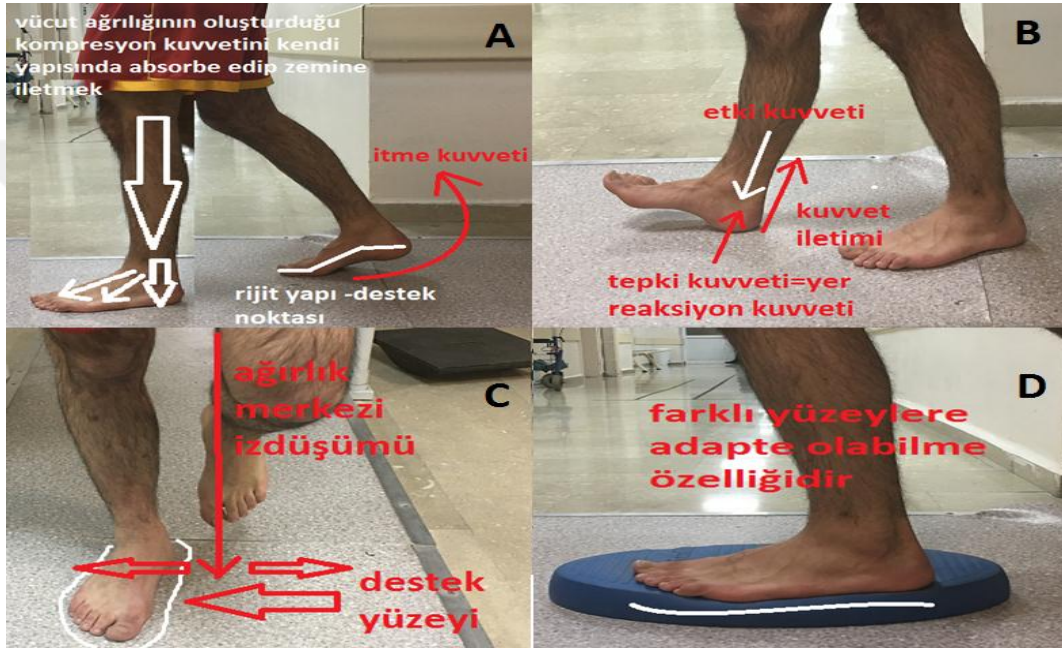 vücut ağrılığının oluşturduğu
kompresyon kuvvetini kendi
yapısında absorbe edip zemine
iletmek
A
itme kuvveti
rijit yapı -destek
noktası
B
etki kuvveti
kuvvet
iletimi
tepki kuvveti=yer
reaksiyon kuvveti
C
ağırlık
merkezi
izdüşümü
destek
yüzeyi
D
farklı yüzeylere
adapte olabilme
özelliğidir